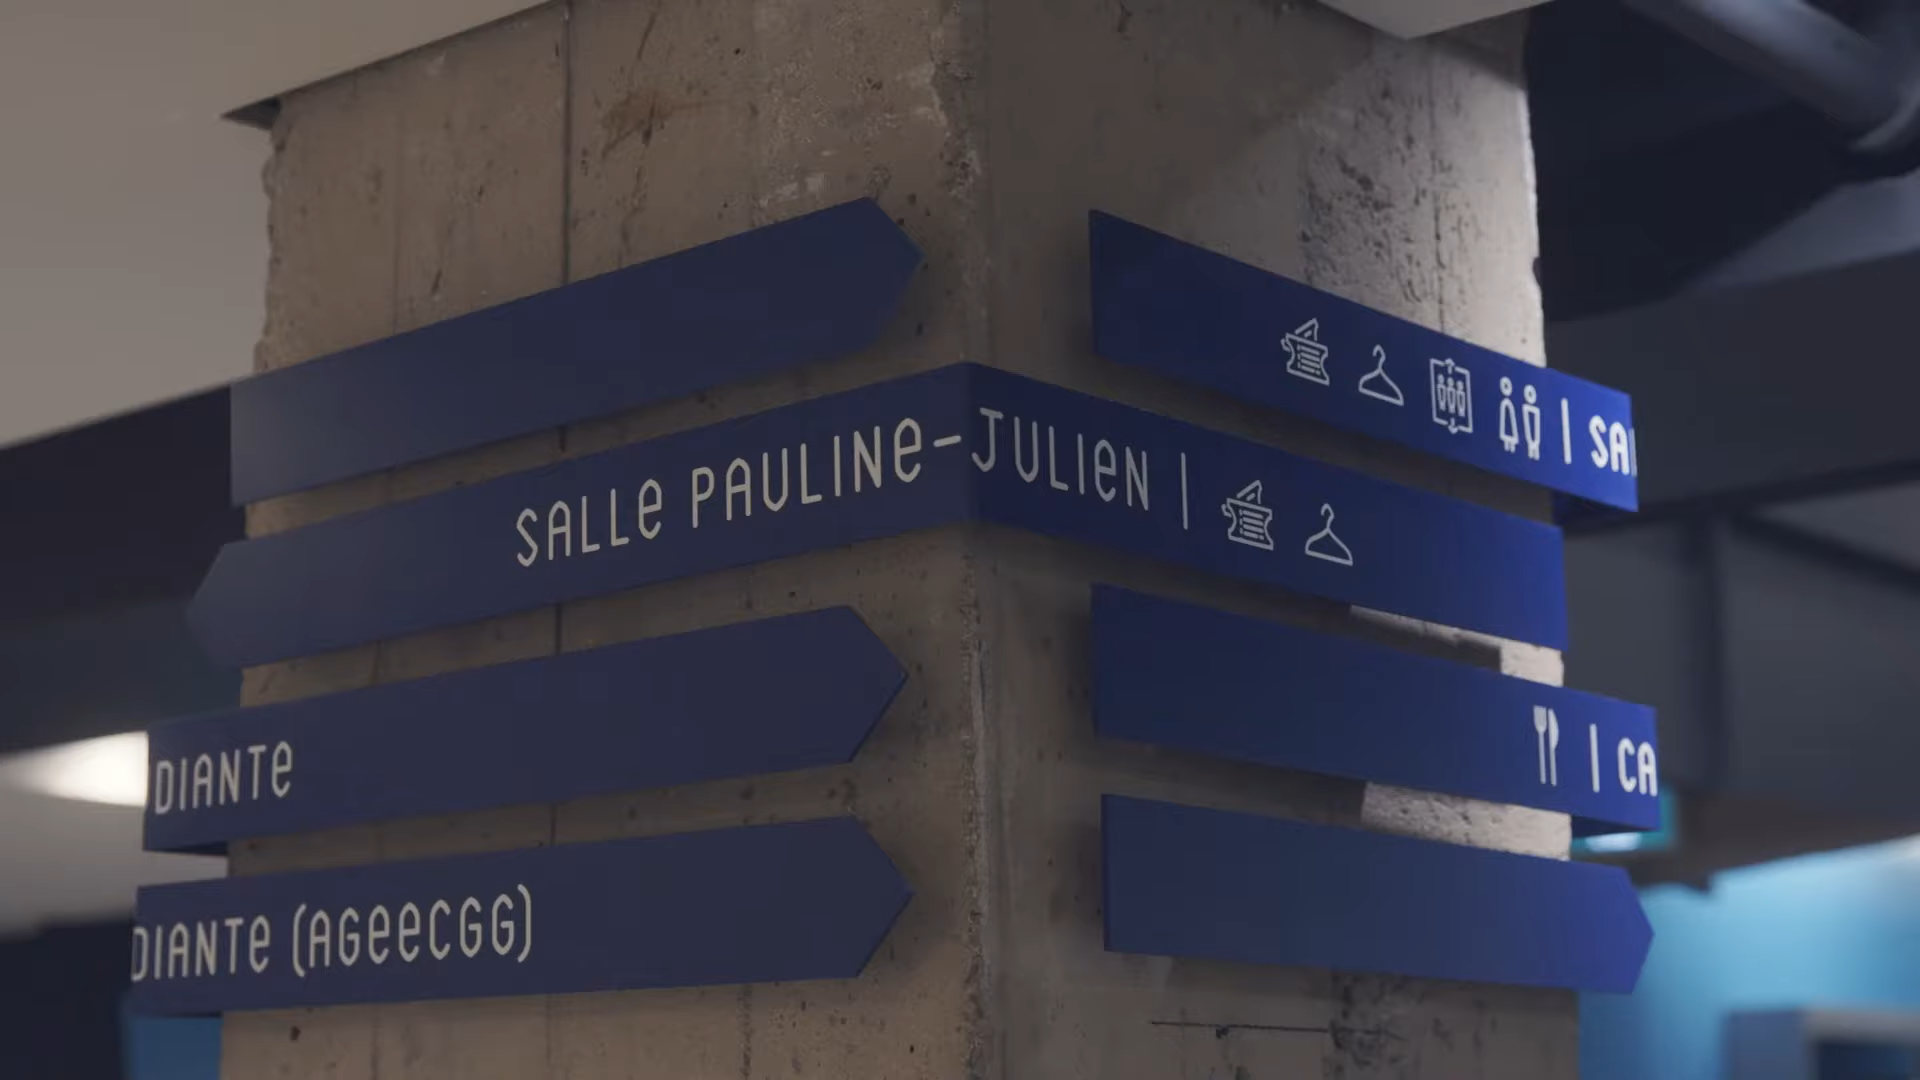 SALLE PAULINE-JULIEN |
| SA
DIANTE
| CA
DIANTE (AGEECGG)